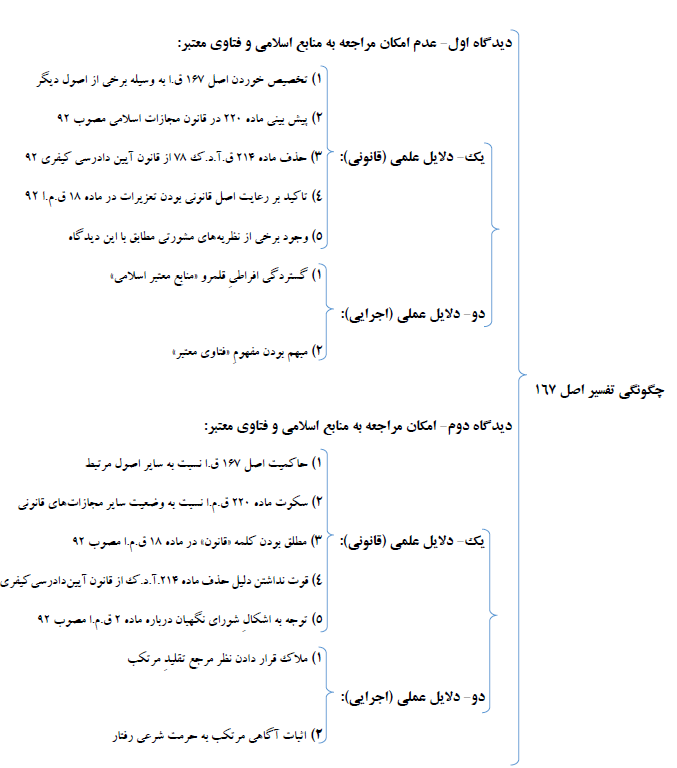 چگونگی تفسیر اصل ۱۶۷
دیدگاه اول- عدم امکان مراجعه به منابع اسلامی و فتاوی معتبر:
یک- دلایل علمی (قانونی):
۱) تخصیص خوردن اصل ۱۶۷ ق.ا به وسیله برخی از اصول دیگر
۲) پیش بینی ماده ۲۲۰ در قانون مجازات اسلامی مصوب ۹۲
۳) حذف ماده ۲۱۴ ق.آ.د.ک ۷۸ از قانون آیین دادرسی کیفری ۹۲
۴) تاکید بر رعایت اصل قانونی بودن تعزیرات در ماده ۱۸ ق.م.ا ۹۲
۵) وجود برخی از نظریه‌های مشورتی مطابق با این دیدگاه
دو- دلایل عملی (اجرایی):
۱) گستردگی افراطیِ قلمرو «منابع معتبر اسلامی»
۲) مبهم بودن مفهومِ «فتاوی معتبر»
دیدگاه دوم- امکان مراجعه به منابع اسلامی و فتاوی معتبر:
یک- دلایل علمی (قانونی):
۱) حاکمیت اصل ۱۶۷ ق.ا نسبت به سایر اصول مرتبط
۲) سکوت ماده ۲۲۰ ق.م.ا نسبت به وضعیت سایر مجازات‌های قانونی
۳) مطلق بودن کلمه «قانون» در ماده ۱۸ ق.م.ا مصوب ۹۲
۴) قوت نداشتن دلیل حذف ماده ۲۱۴.آ.د.ک از قانون آیین‌دادرسی‌کیفری
۵) توجه به اشکالِ شورای نگهبان درباره ماده ۲ ق.م.ا مصوب ۹۲
دو- دلایل عملی (اجرایی):
۱) ملاک قرار دادن نظر مرجع تقلیدِ مرتکب
۲) اثبات آگاهی مرتکب به حرمت شرعی رفتار